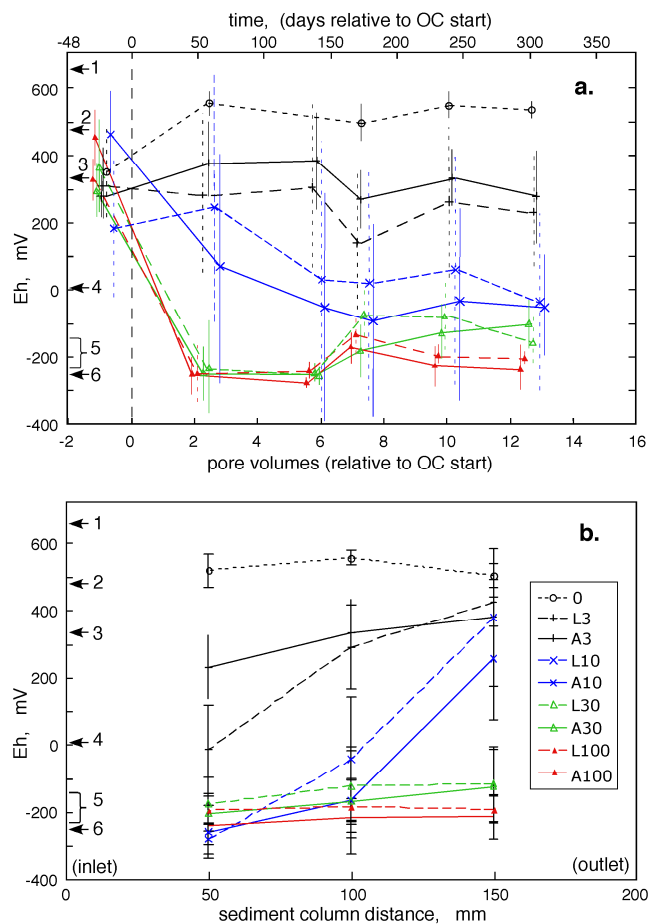 time, (days relative to OC start)
-48 0 50 100 150 200 250 300 350
a.
1
2
3
4
5
6
600
400
200
0
-200
-400
Eh, mV
-2 0 2 4 6 8 10 12 14 16
pore volumes (relative to OC start)
b.
1
2
3
4
5
6
600
400
200
0
-200
-400
Eh, mV
0
L3
A3
L10
A10
L30
A30
L100
A100
(inlet) (outlet)
0 50 100 150 200
sediment column distance, mm